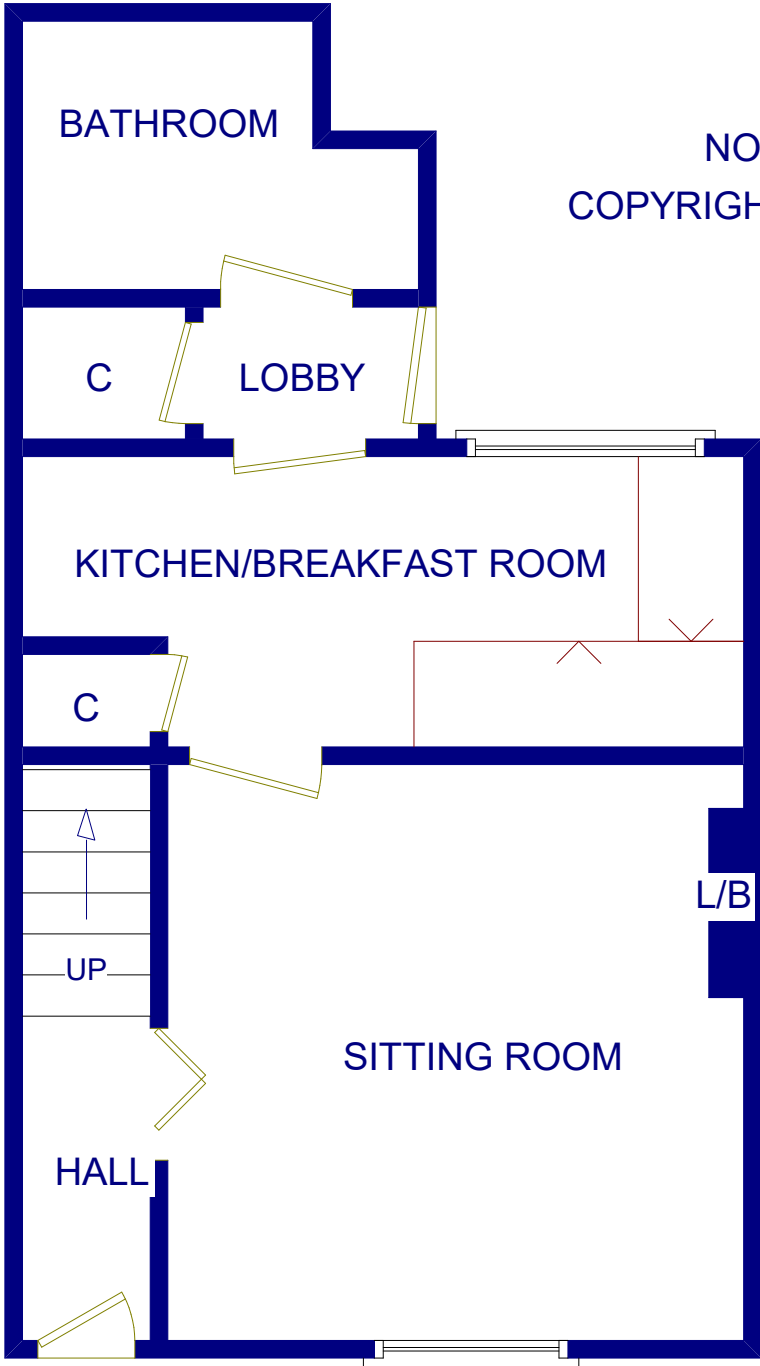 BATHROOM
NO
COPYRIGH
C
LOBBY
KITCHEN/BREAKFAST ROOM
C
L/B
UP
SITTING ROOM
HALL